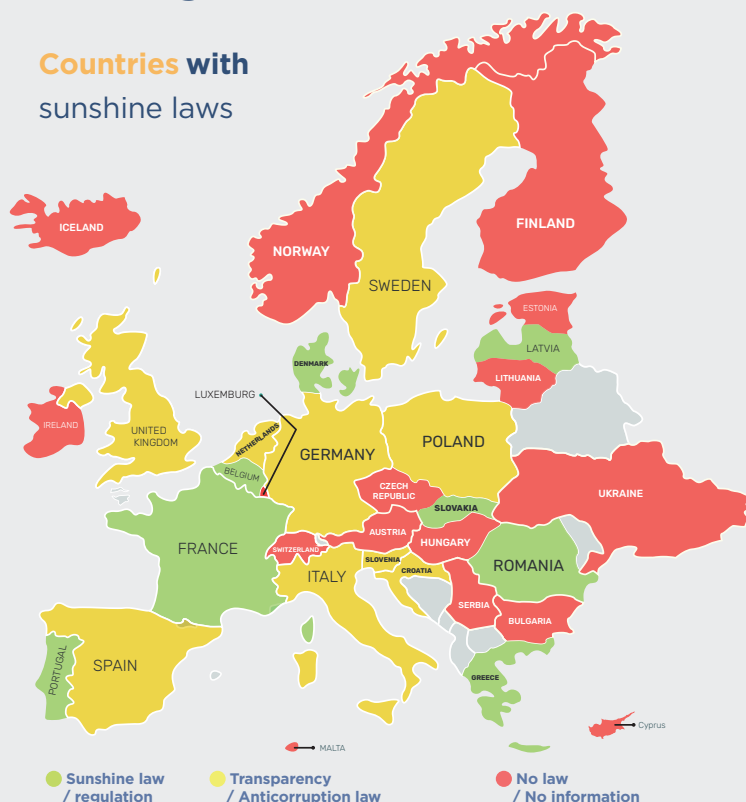 Countries with
sunshine laws
ICELAND
NORWAY
FINLAND
SWEDEN
ESTONIA
LATVIA
LITHUANIA
DENMARK
LUXEMBURG
IRELAND
UNITED
KINGDOM
NETHERLANDS
BELGIUM
GERMANY
POLAND
CZECH
REPUBLIC
SLOVAKIA
UKRAINE
FRANCE
SWITZERLAND
AUSTRIA
HUNGARY
ITALY
SLOVENIA
CROATIA
ROMANIA
SERBIA
BULGARIA
PORTUGAL
SPAIN
GREECE
Cyprus
MALTA
Sunshine law
/ regulation
Transparency
/ Anticorruption law
No law
/ No information